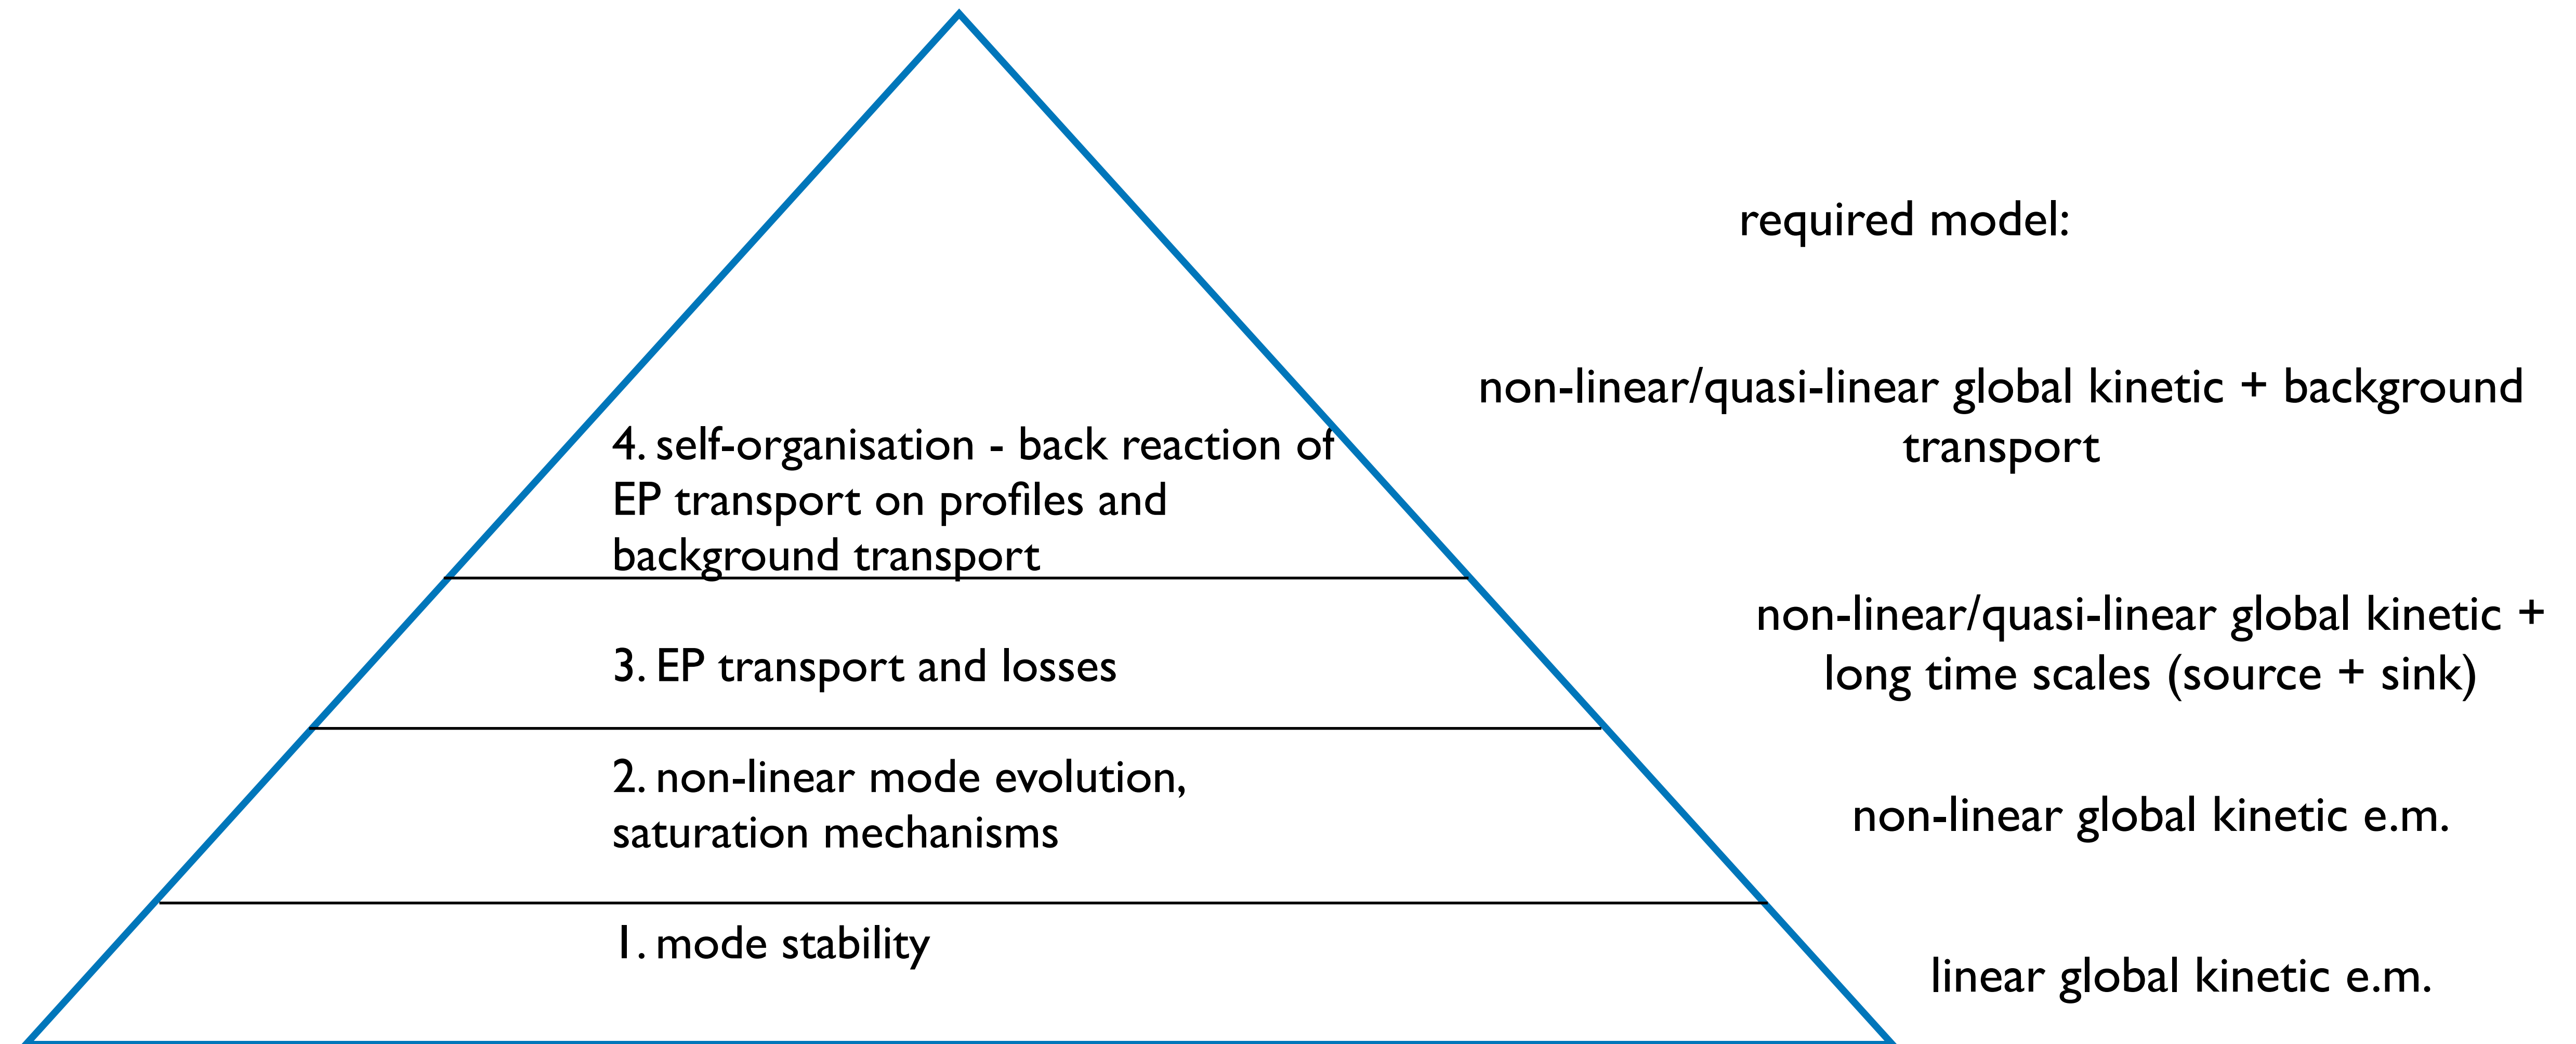 required model:
non-linear/quasi-linear global kinetic + background
transport
4. self-organisation - back reaction of
EP transport on profiles and
background transport
non-linear/quasi-linear global kinetic +
long time scales (source + sink)
3. EP transport and losses
2. non-linear mode evolution,
saturation mechanisms
non-linear global kinetic e.m.
1. mode stability
linear global kinetic e.m.